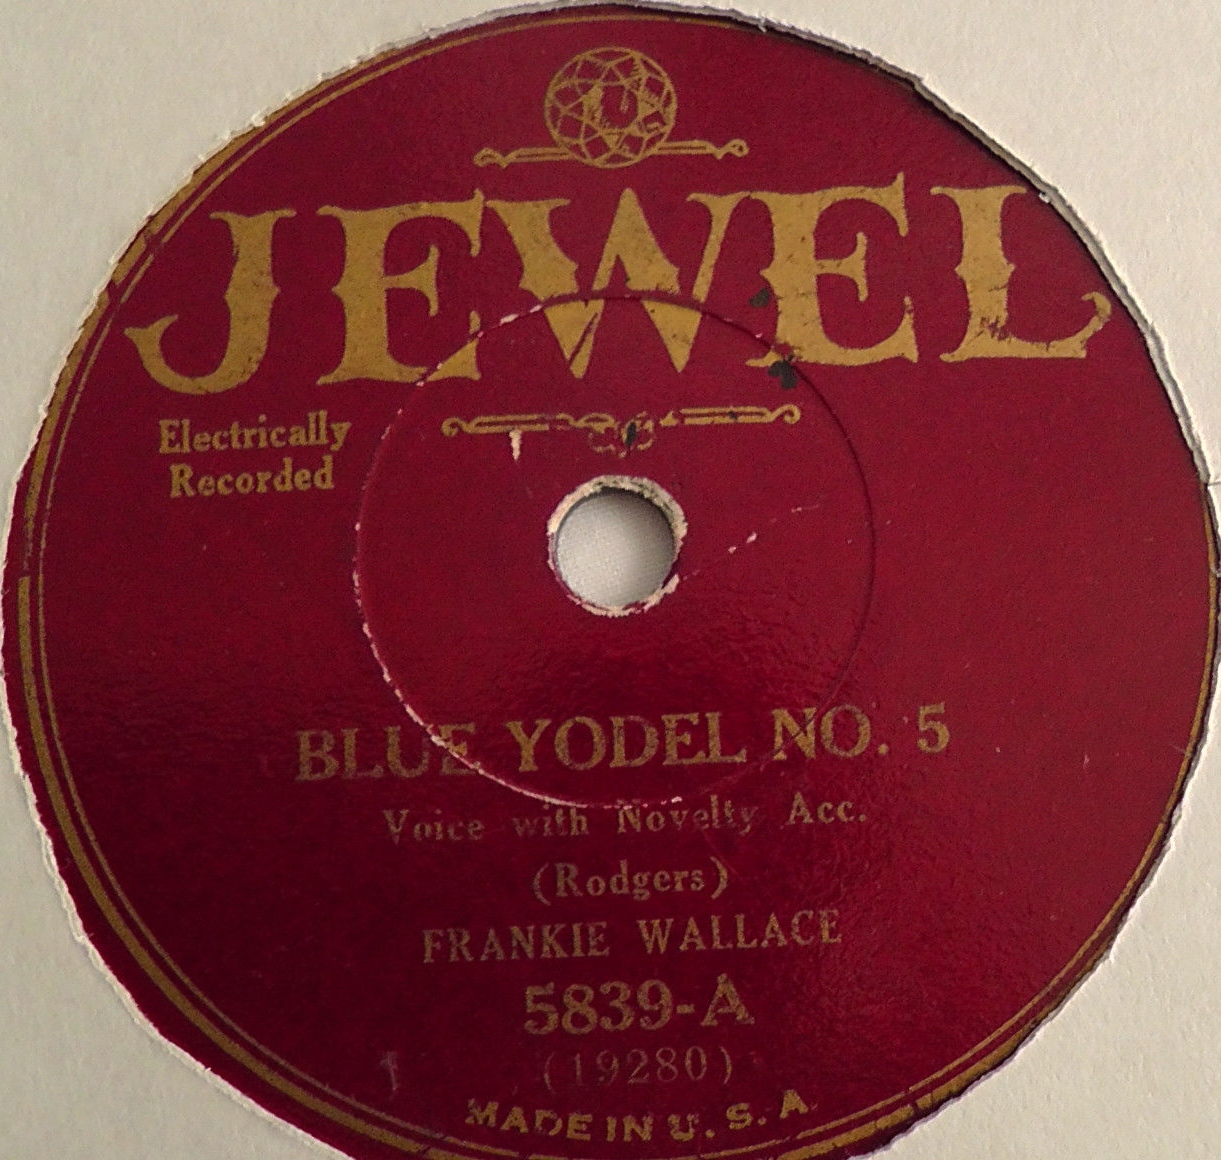 JEWEL
Electrically
Recorded
BLUE YODEL NO. 5
Voice with Novelty Acc.
(Rodgers)
FRANKIE WALLACE
5839-A
(19280)
MADE IN U. S. A.